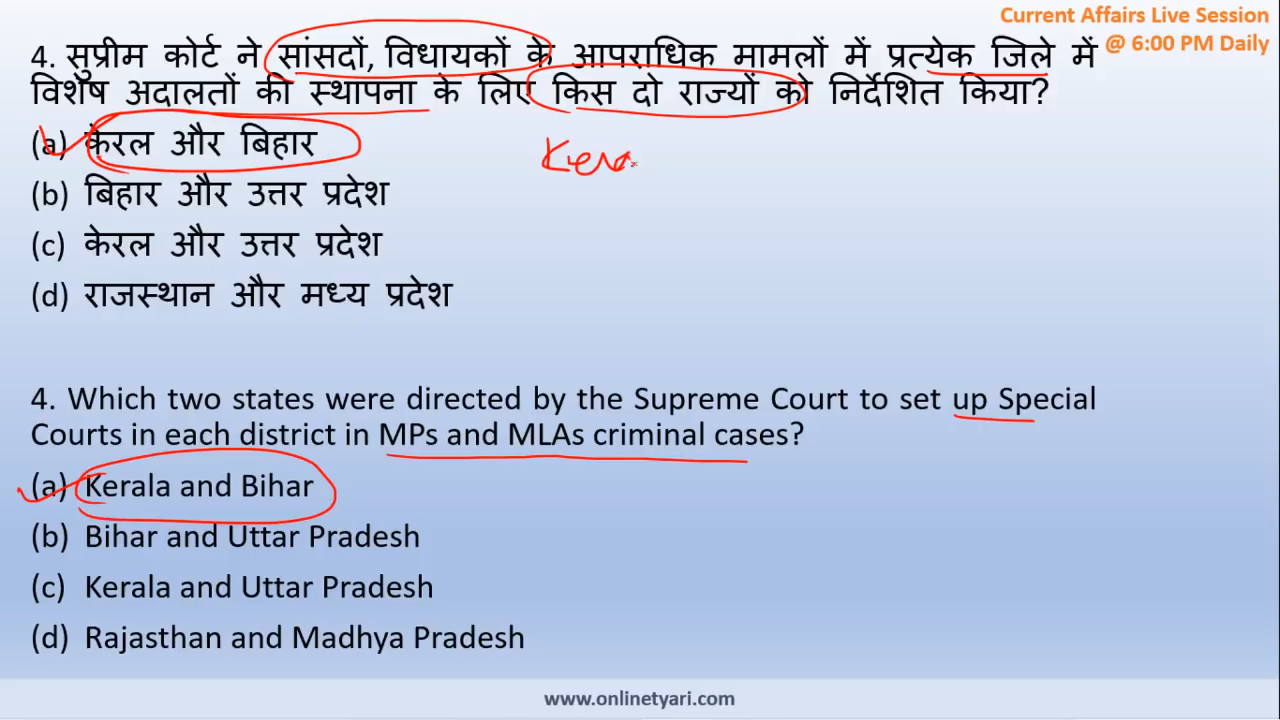 Current Affairs Live Session
@ 6:00 PM Daily
4. सुप्रीम कोर्ट ने सांसदों, विधायकों के आपराधिक मामलों में प्रत्येक जिले में
विशेष अदालतों की स्थापना के लिए किस दो राज्यों को निर्देशित किया?
(a) केरल और बिहार
Kera
(b) बिहार और उत्तर प्रदेश
(c) केरल और उत्तर प्रदेश
(d) राजस्थान और मध्य प्रदेश
4. Which two states were directed by the Supreme Court to set up Special
Courts in each district in MPs and MLAs criminal cases?
(a) Kerala and Bihar
(b) Bihar and Uttar Pradesh
(c) Kerala and Uttar Pradesh
(d) Rajasthan and Madhya Pradesh
www.onlinetyari.com